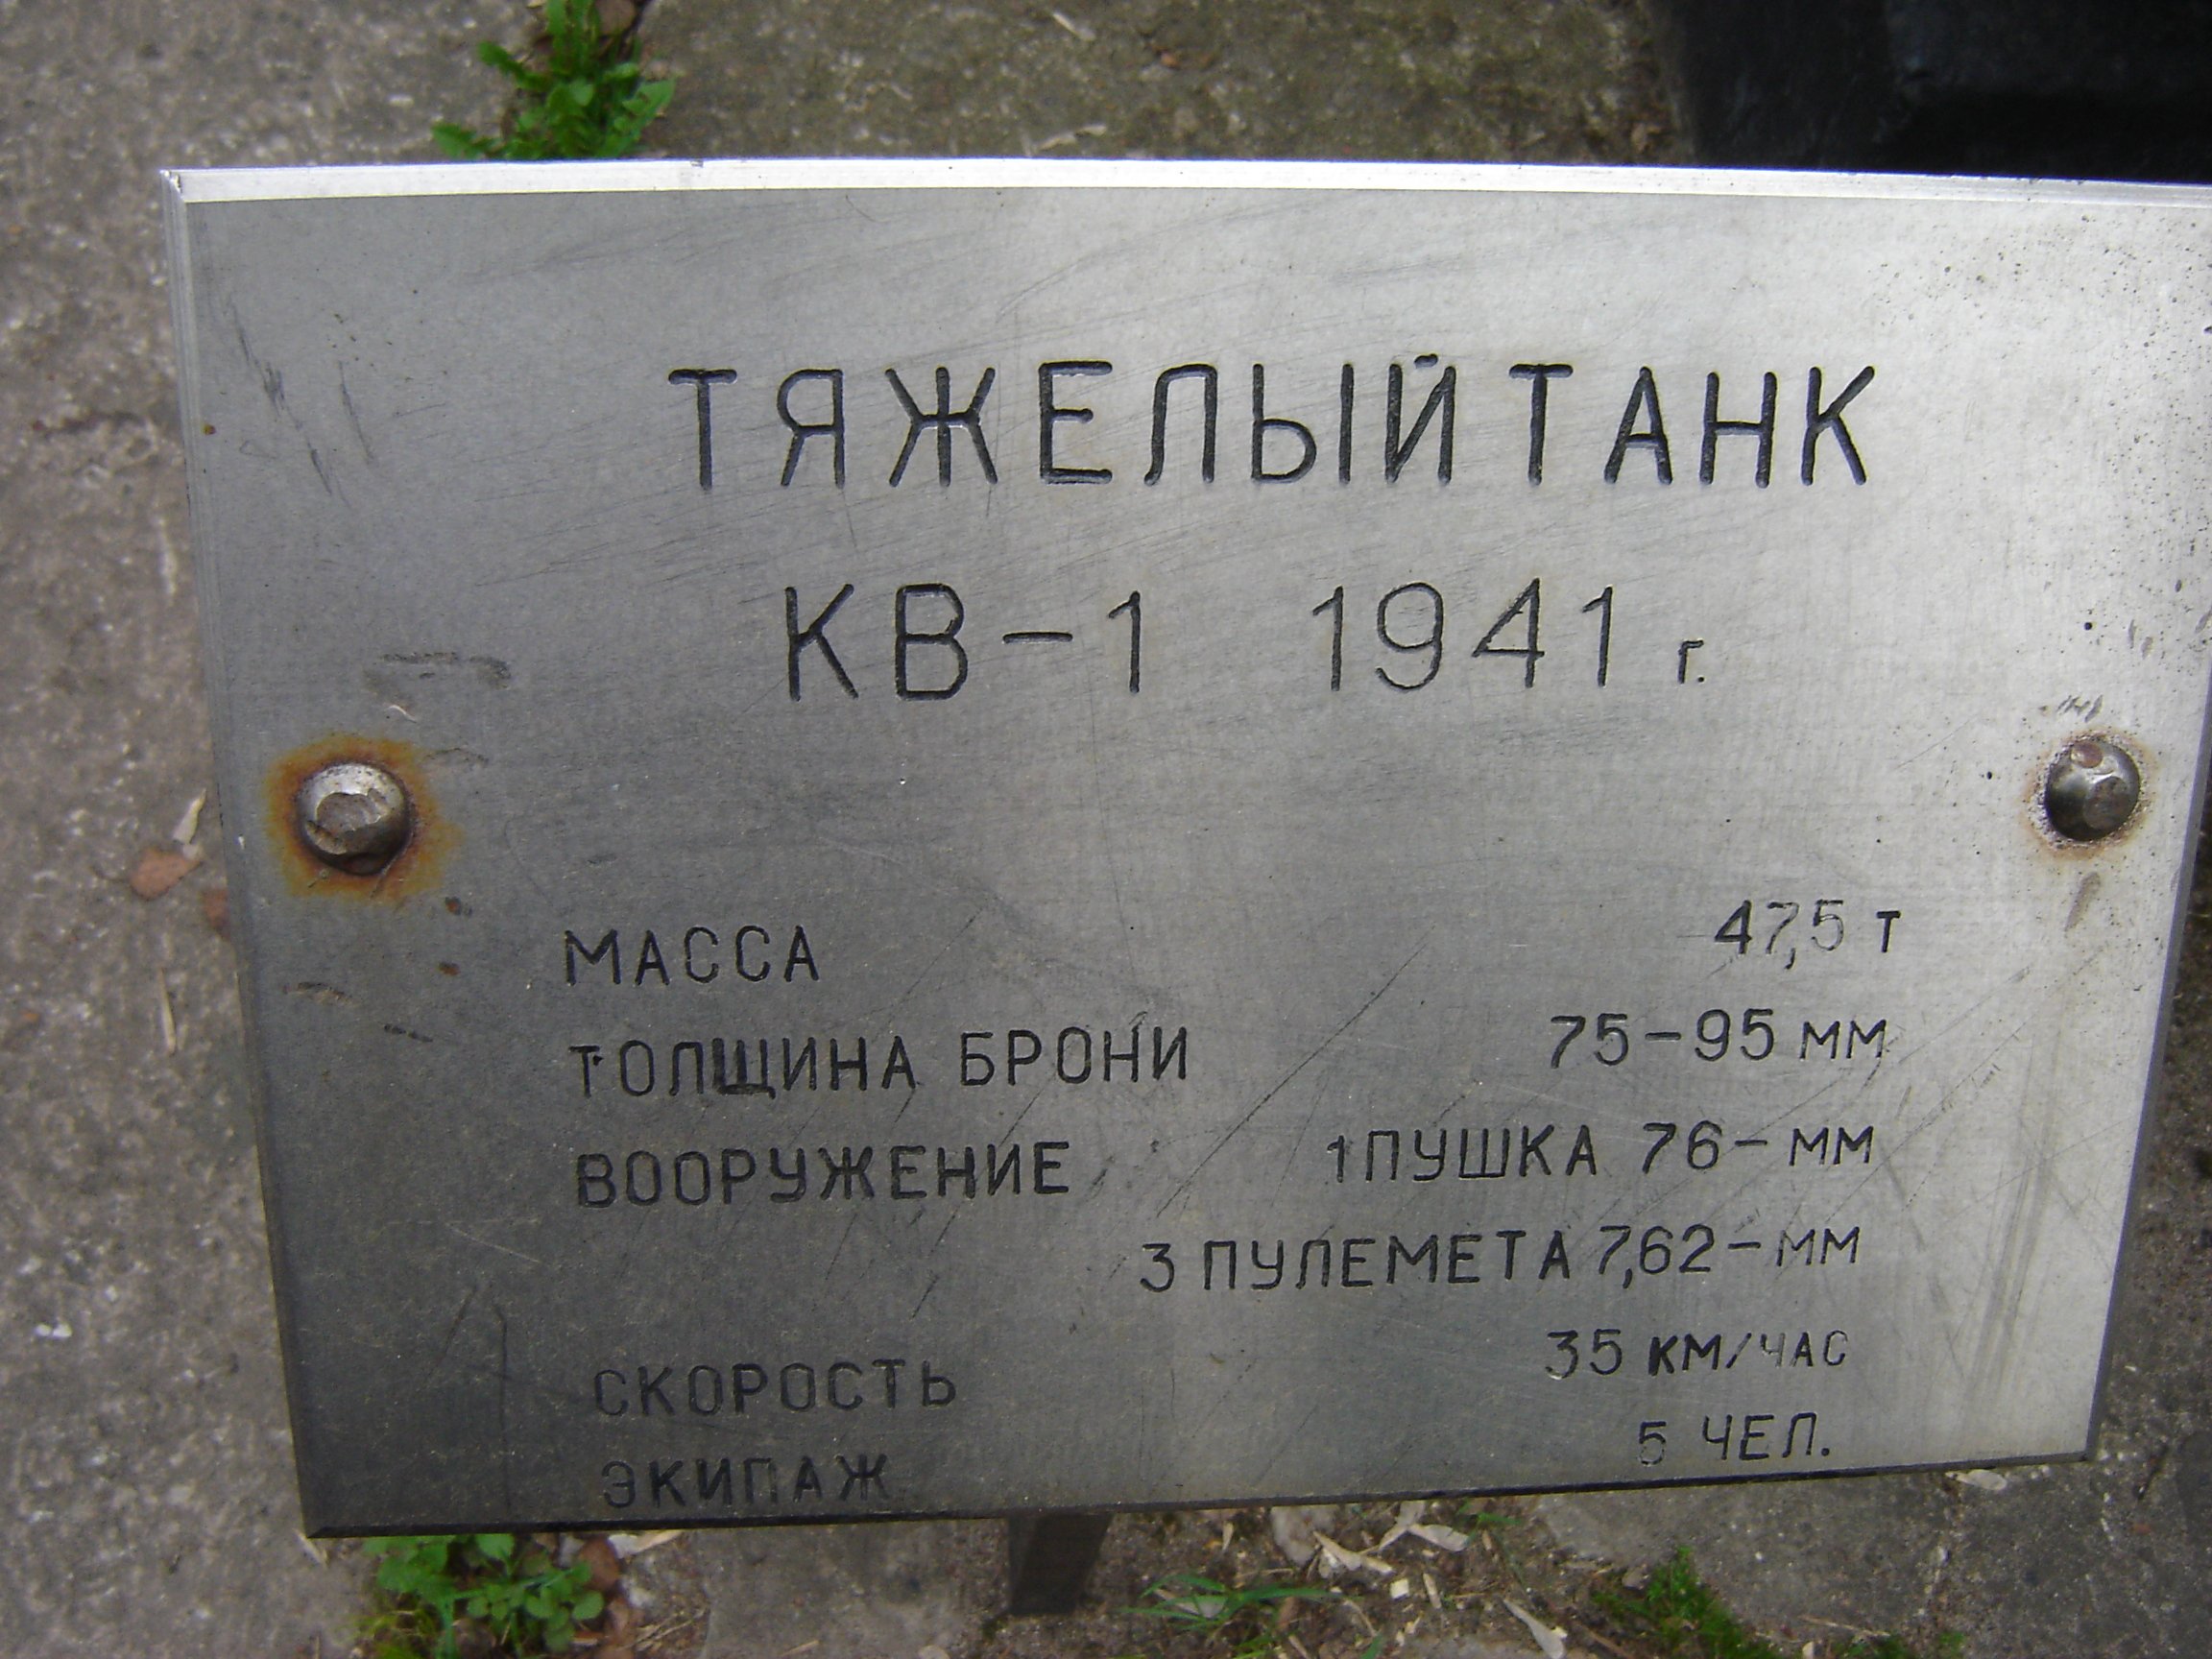 ТЯЖЕЛЫЙ ТАНК
КВ-1 1941 г.
МАССА 47,5 т
ТОЛЩИНА БРОНИ 75-95 мм
ВООРУЖЕНИЕ 1 ПУШКА 76-мм
3 ПУЛЕМЕТА 7,62-мм
СКОРОСТЬ 35 КМ/ЧАС
ЭКИПАЖ 5 ЧЕЛ.